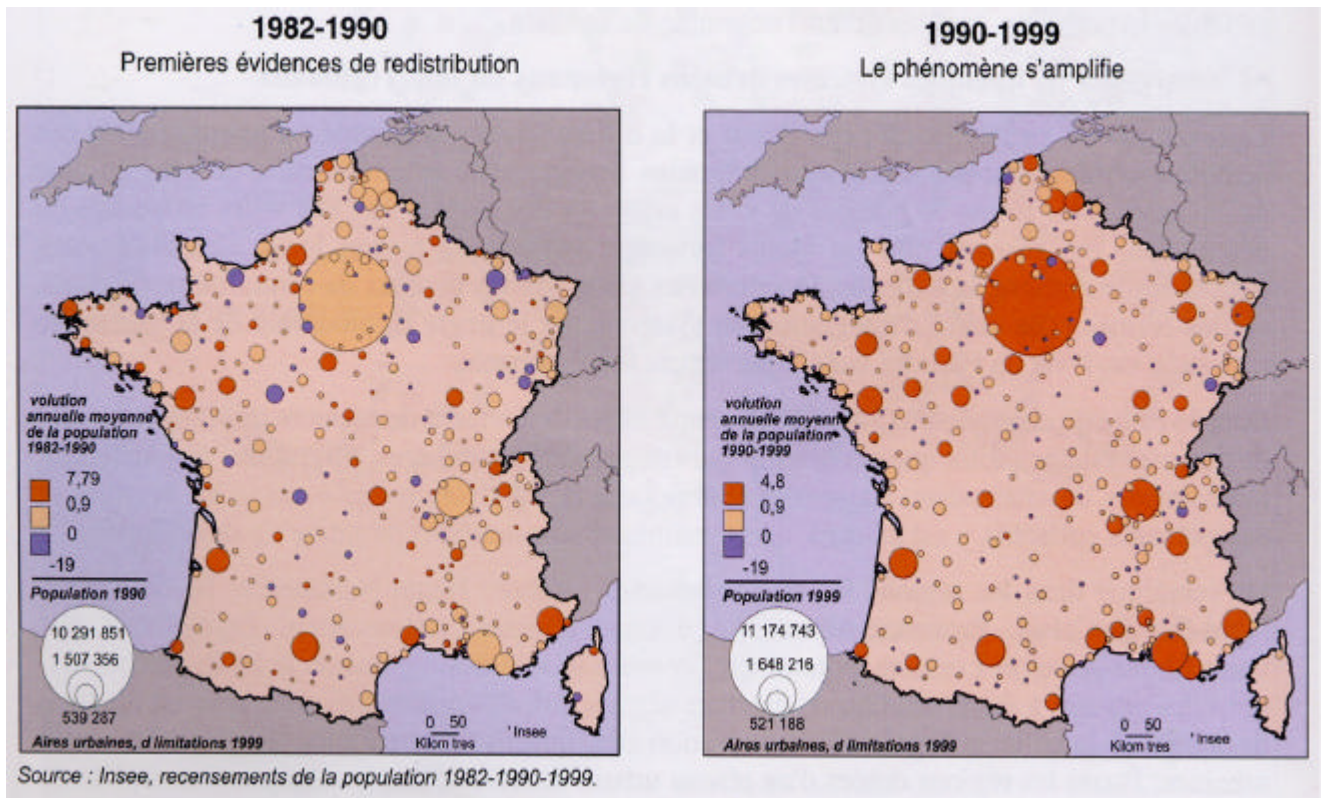 1982-1990
Premières évidences de redistribution
volution
annuelle moyenne
de la population
1982-1990
7,79
0,9
0
-19
Population 1990
10 291 851
1 507 356
539 287
Aires urbaines, d limitations 1999
0 50
Kilom tres
' Insee
Source : Insee, recensements de la population 1982-1990-1999.
1990-1999
Le phénomène s'amplifie
volution
annuelle moyenne
de la population
1990-1999
4,8
0,9
0
-19
Population 1999
11 174 743
1 648 216
521 188
Aires urbaines, d limitations 1999
0 50
Kilom tres
' Insee